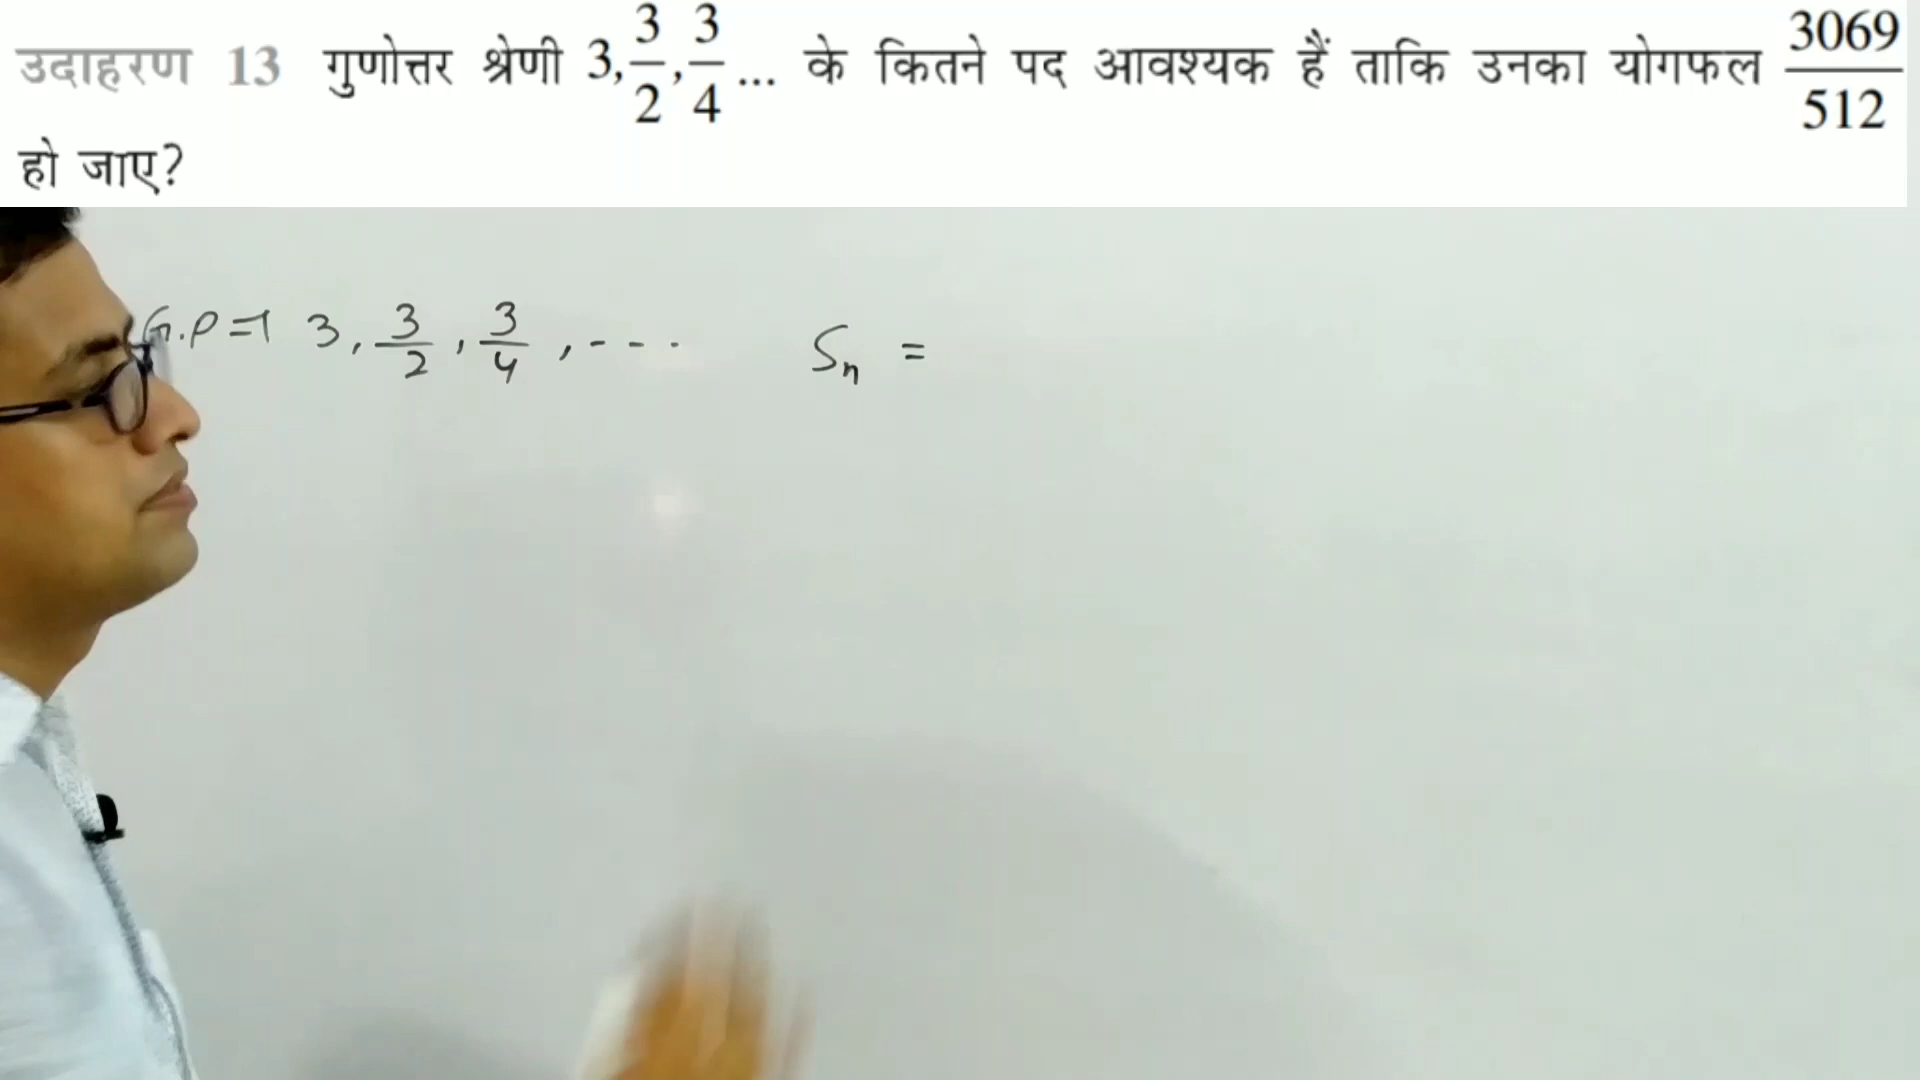 उदाहरण 13 गुणोत्तर श्रेणी 3, 3/2, 3/4 ... के कितने पद आवश्यक हैं ताकि उनका योगफल 3069/512
हो जाए?
G.P = 3, 3/2, 3/4, - - - Sn =